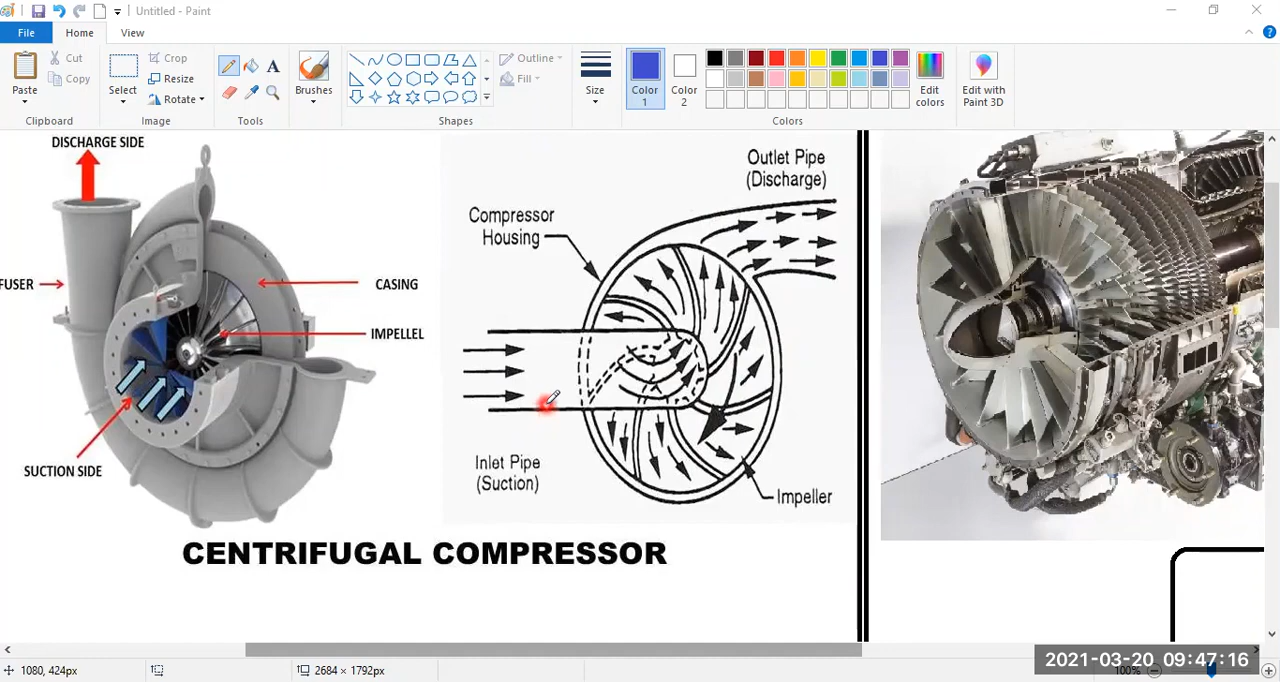 Untitled - Paint
File
Home
View
Paste
Cut
Copy
Clipboard
Select
Crop
Resize
Rotate
Image
A
Tools
Brushes
Outline
Fill
Shapes
Size
Color
1
Color
2
Edit
colors
Edit with
Paint 3D
Colors
DISCHARGE SIDE
FUSER
CASING
IMPELLEL
SUCTION SIDE
Outlet Pipe
(Discharge)
Compressor
Housing
Inlet Pipe
(Suction)
Impeller
CENTRIFUGAL COMPRESSOR
1080, 424px
2684 × 1792px
100%
2021-03-20 09:47:16